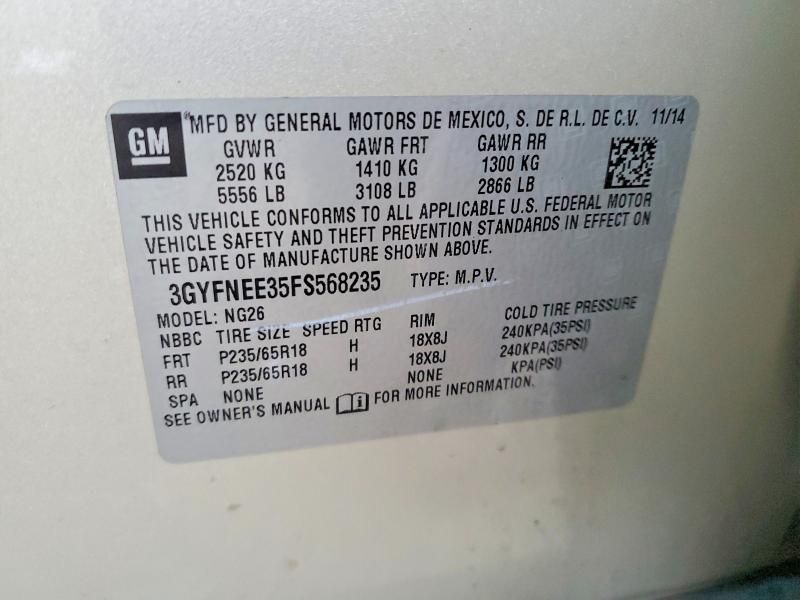 GM
MFD BY GENERAL MOTORS DE MEXICO, S. DE R.L. DE C.V. 11/14
GVWR GAWR FRT GAWR RR
2520 KG 1410 KG 1300 KG
5556 LB 3108 LB 2866 LB
THIS VEHICLE CONFORMS TO ALL APPLICABLE U.S. FEDERAL MOTOR
VEHICLE SAFETY AND THEFT PREVENTION STANDARDS IN EFFECT ON
THE DATE OF MANUFACTURE SHOWN ABOVE.
3GYFNEE35FS568235 TYPE: M.P.V.
MODEL: NG26
NBBC TIRE SIZE SPEED RTG RIM COLD TIRE PRESSURE
FRT P235/65R18 H 18X8J 240KPA(35PSI)
RR P235/65R18 H 18X8J 240KPA(35PSI)
SPA NONE NONE KPA(PSI)
SEE OWNER'S MANUAL FOR MORE INFORMATION.